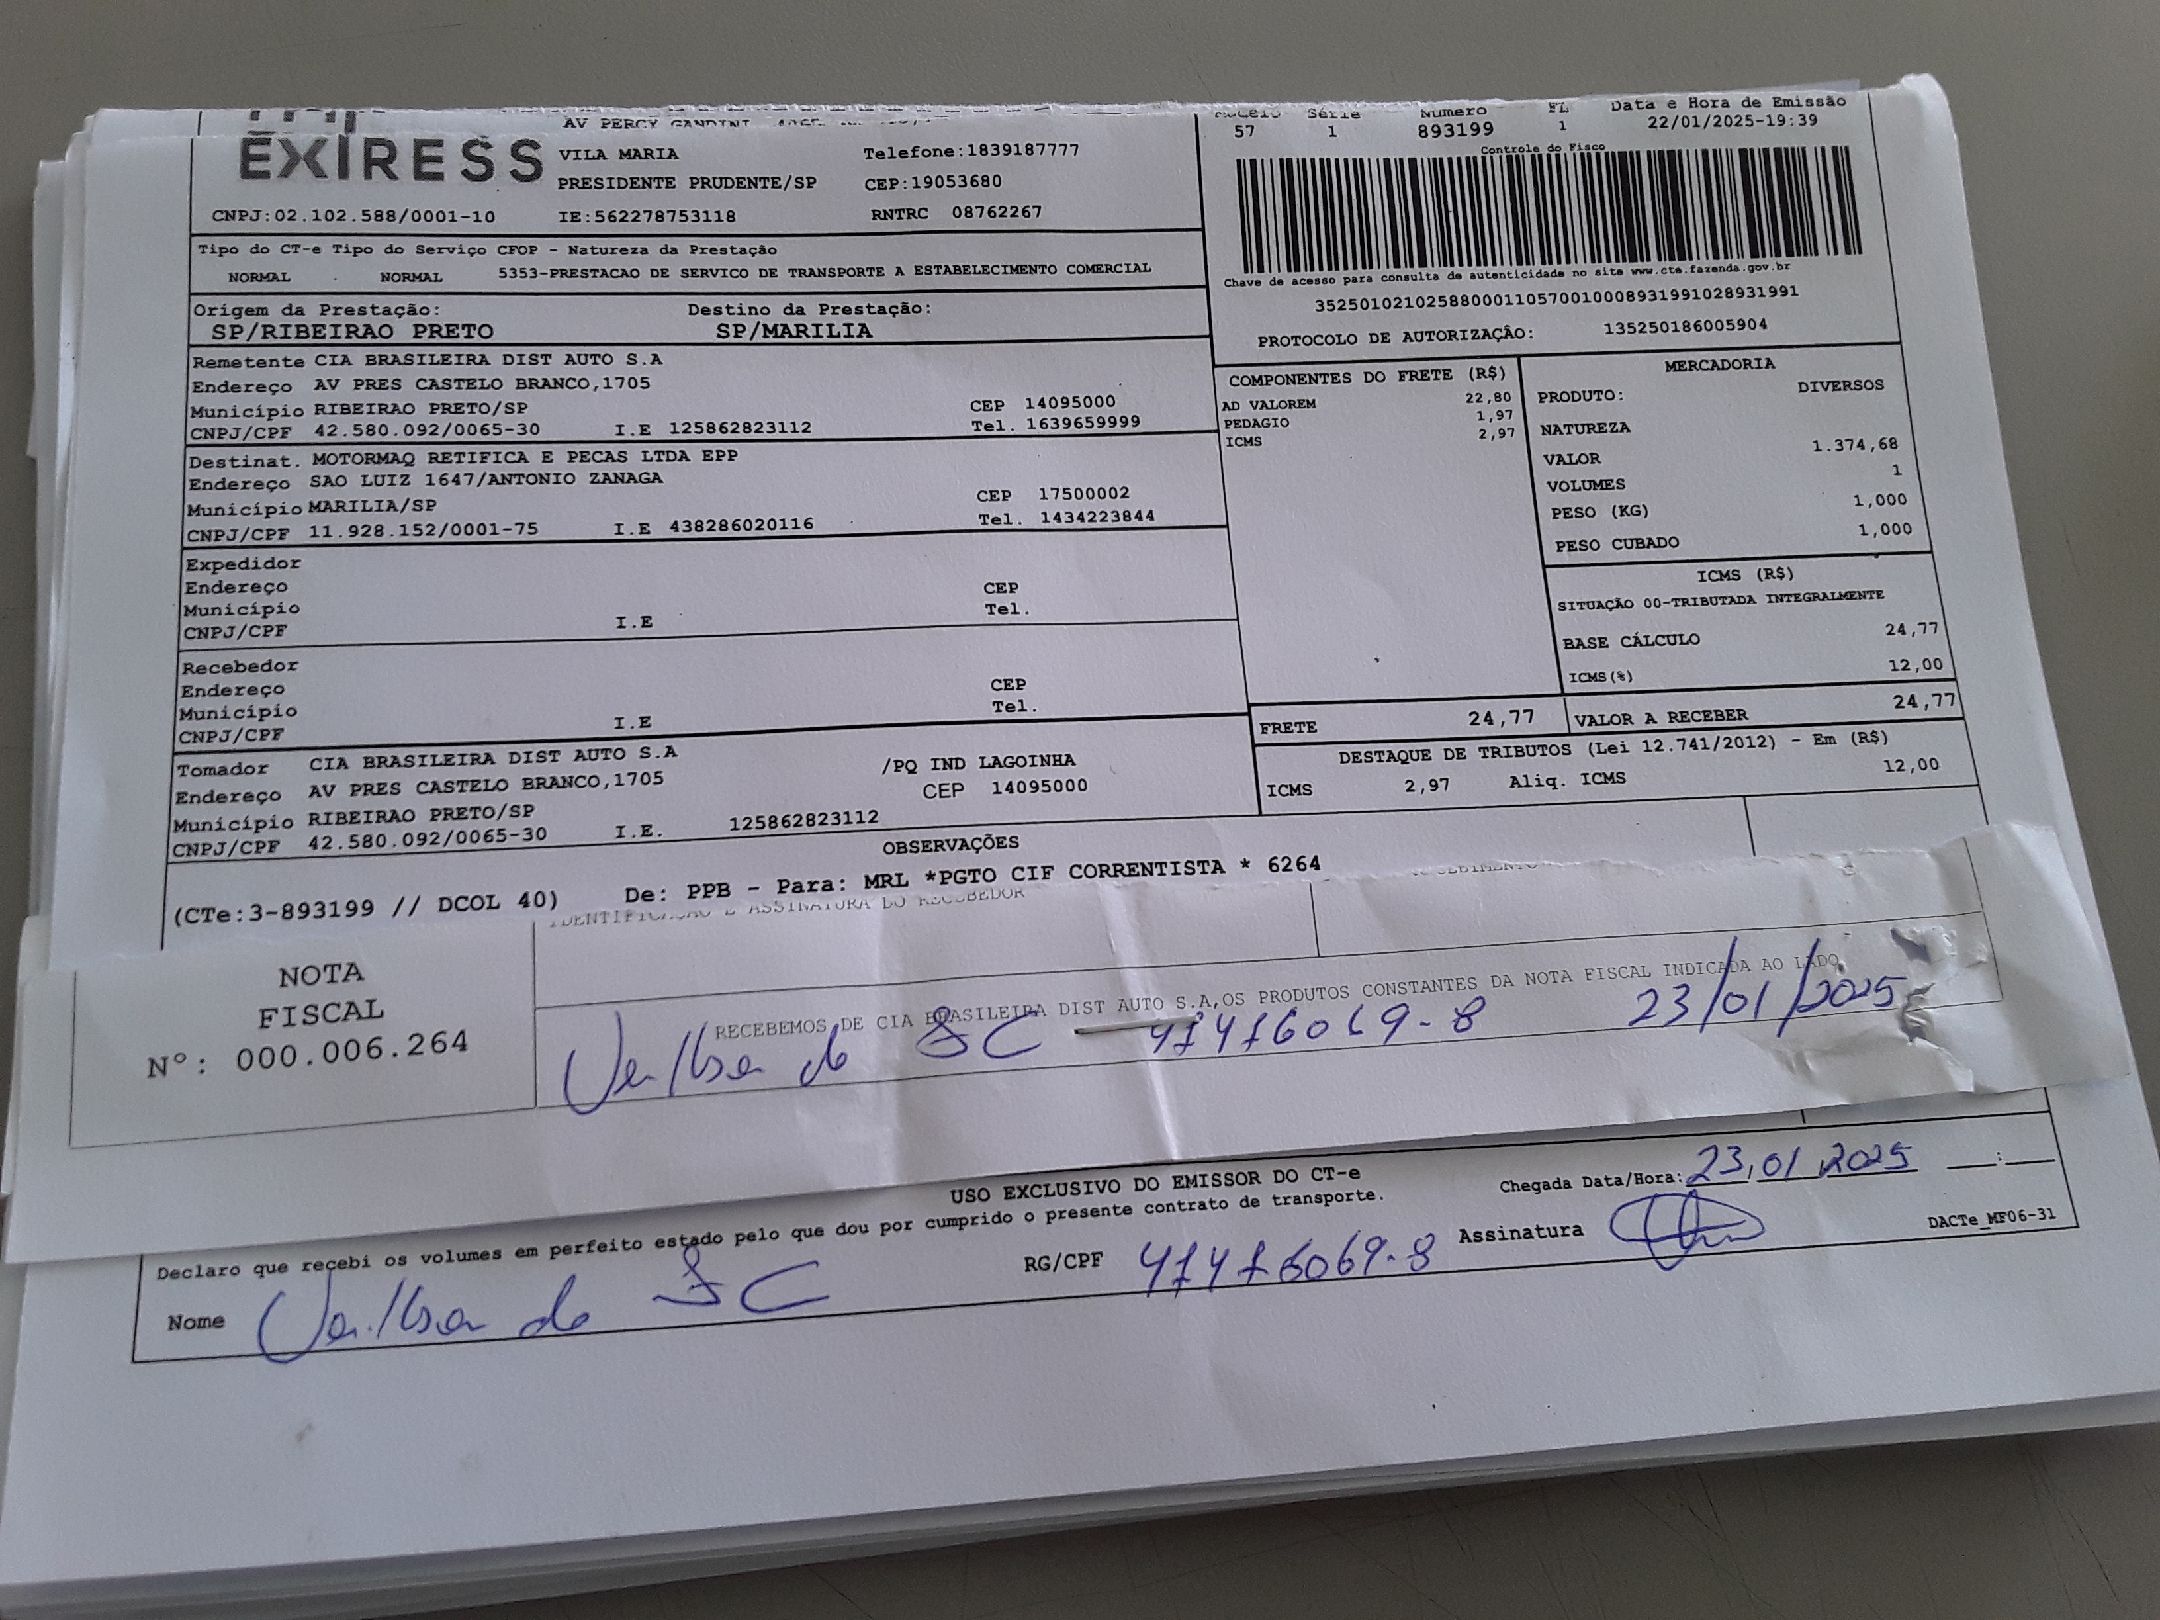 EXPRESS
AV PERCY GANDINI
VILA MARIA Telefone:1839187777
PRESIDENTE PRUDENTE/SP CEP:19053680
CNPJ:02.102.588/0001-10 IE:562278753118 RNTRC 08762267
Modelo Série Numero FL Data e Hora de Emissão
57 1 893199 1 22/01/2025-19:39
Controle do Fisco
Chave de acesso para consulta de autenticidade no site www.cte.fazenda.gov.br
35250102102588000110570010008931991028931991
PROTOCOLO DE AUTORIZAÇÂO: 135250186005904
Tipo do CT-e Tipo do Serviço CFOP - Natureza da Prestação
NORMAL NORMAL 5353-PRESTACAO DE SERVICO DE TRANSPORTE A ESTABELECIMENTO COMERCIAL
Origem da Prestação: Destino da Prestação:
SP/RIBEIRAO PRETO SP/MARILIA
Remetente CIA BRASILEIRA DIST AUTO S.A
Endereço AV PRES CASTELO BRANCO,1705
Município RIBEIRAO PRETO/SP CEP 14095000
CNPJ/CPF 42.580.092/0065-30 I.E 125862823112 Tel. 1639659999
Destinat. MOTORMAQ RETIFICA E PECAS LTDA EPP
Endereço SAO LUIZ 1647/ANTONIO ZANAGA
Município MARILIA/SP CEP 17500002
CNPJ/CPF 11.928.152/0001-75 I.E 438286020116 Tel. 1434223844
Expedidor
Endereço CEP
Município Tel.
CNPJ/CPF I.E
Recebedor
Endereço CEP
Município Tel.
CNPJ/CPF I.E
Tomador CIA BRASILEIRA DIST AUTO S.A /PQ IND LAGOINHA
Endereço AV PRES CASTELO BRANCO,1705 CEP 14095000
Município RIBEIRAO PRETO/SP
CNPJ/CPF 42.580.092/0065-30 I.E. 125862823112
COMPONENTES DO FRETE (R$)
AD VALOREM 22,80
PEDAGIO 1,97
ICMS 2,97
MERCADORIA
PRODUTO: DIVERSOS
NATUREZA
VALOR 1.374,68
VOLUMES 1
PESO (KG) 1,000
PESO CUBADO 1,000
ICMS (R$)
SITUAÇÃO 00-TRIBUTADA INTEGRALMENTE
BASE CÁLCULO 24,77
ICMS(%) 12,00
FRETE 24,77 VALOR A RECEBER 24,77
DESTAQUE DE TRIBUTOS (Lei 12.741/2012) - Em (R$)
ICMS 2,97 Aliq. ICMS 12,00
OBSERVAÇÕES
(CTe:3-893199 // DCOL 40) De: PPB - Para: MRL *PGTO CIF CORRENTISTA * 6264
IDENTIFICAÇÃO E ASSINATURA DO RECEBEDOR
NOTA
FISCAL
Nº: 000.006.264
RECEBEMOS DE CIA BRASILEIRA DIST AUTO S.A,OS PRODUTOS CONSTANTES DA NOTA FISCAL INDICADA AO LADO
23/01/2025
USO EXCLUSIVO DO EMISSOR DO CT-e
Declaro que recebi os volumes em perfeito estado pelo que dou por cumprido o presente contrato de transporte.
Chegada Data/Hora: 23,01,2025 :
Nome RG/CPF Assinatura
DACTe_MF06-31